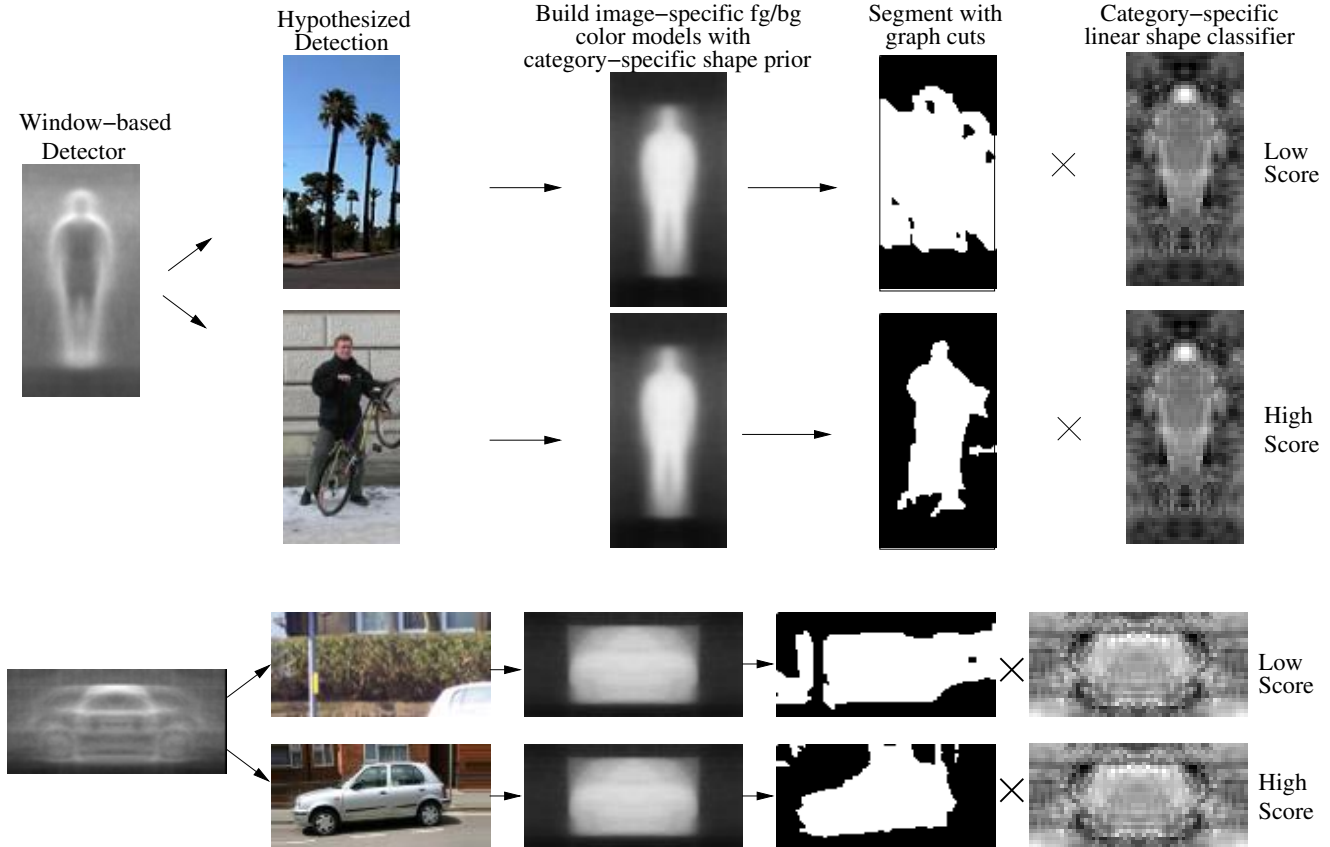 Hypothesized
Detection
Build image−specific fg/bg
color models with
category−specific shape prior
Segment with
graph cuts
Category−specific
linear shape classifier
Window−based
Detector
Low
Score
High
Score
Low
Score
High
Score